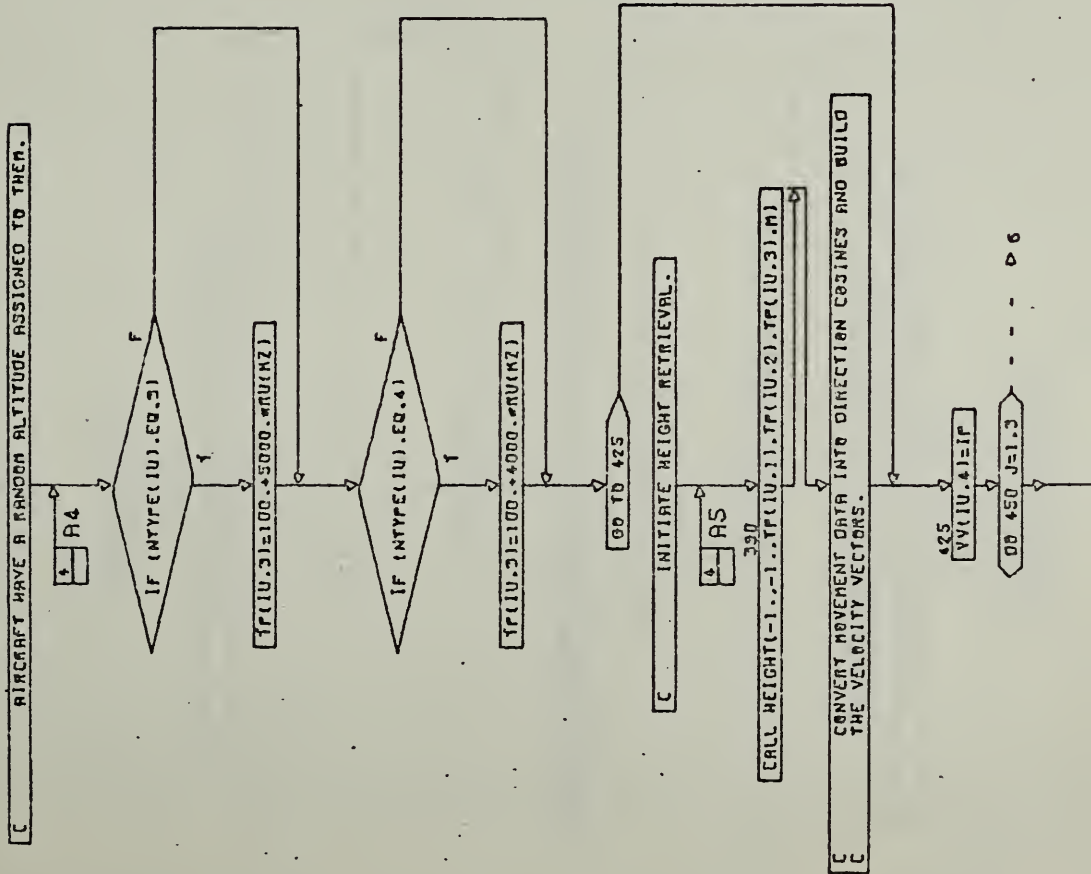 C AIRCRAFT HAVE A RANDOM ALTITUDE ASSIGNED TO THEM.
4 A4
IF (NTYPE(IU).EQ.3)
F
T
TP(IU.3)=100.+5000.*RU(KZ)
IF (NTYPE(IU).EQ.4)
F
T
TP(IU.3)=100.+4000.*RU(KZ)
GO TO 425
C INITIATE HEIGHT RETRIEVAL.
4 A5
390
CALL HEIGHT(-1.,-1.,TP(IU.1),TP(IU.2),TP(IU.3),M)
C CONVERT MOVEMENT DATA INTO DIRECTION COSINES AND BUILD
C THE VELOCITY VECTORS.
425
VV(IU.4)=IP
DO 450 J=1.3
6